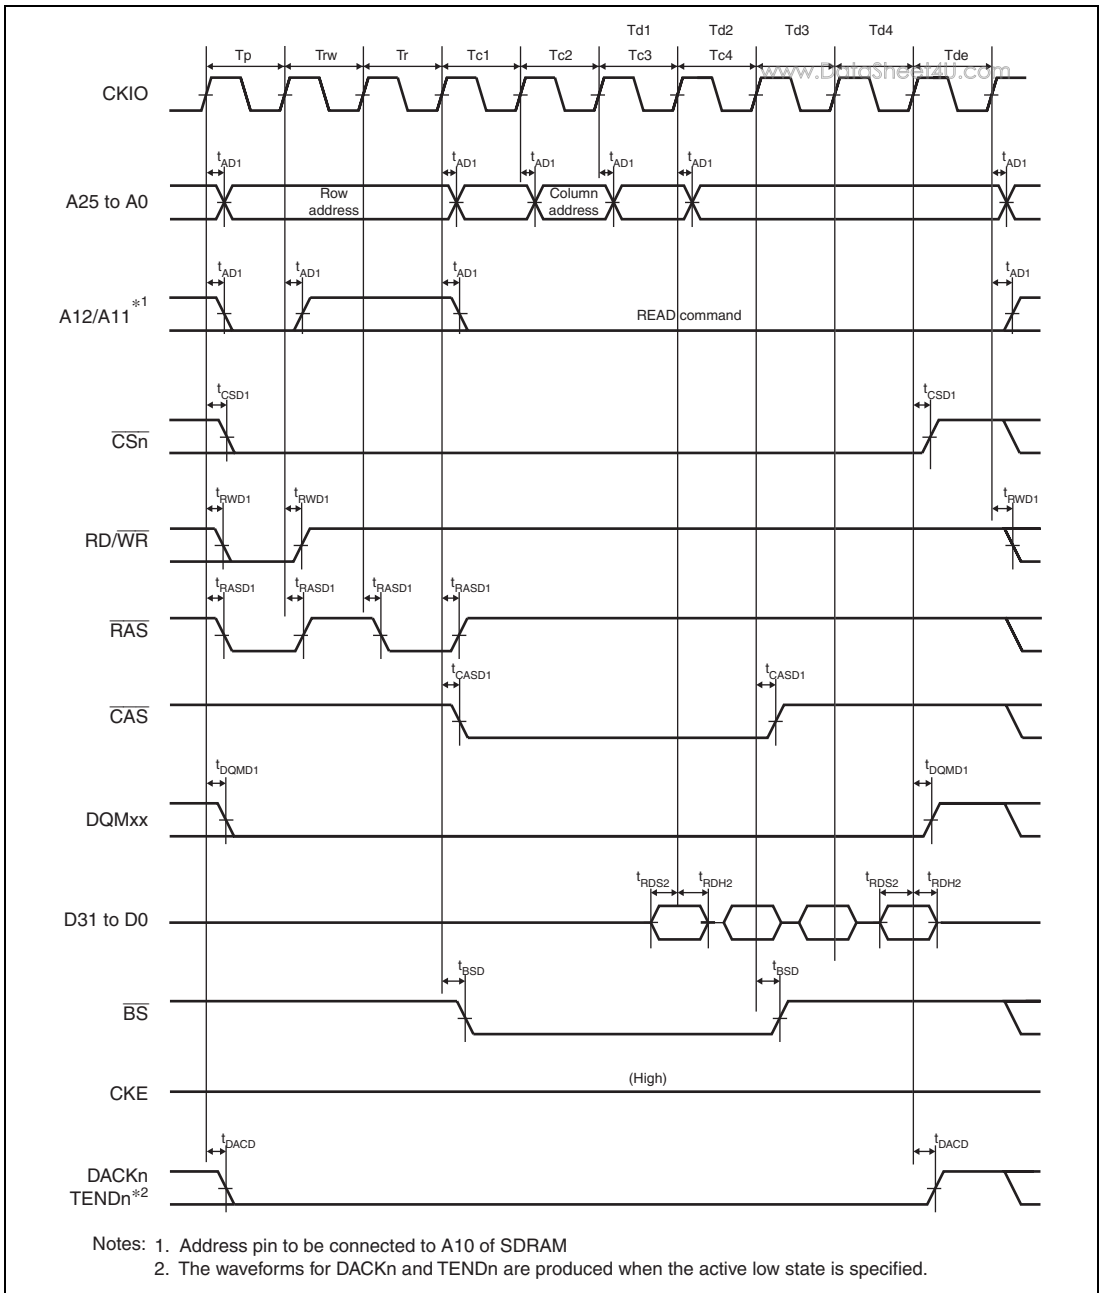 Td1 Td2 Td3 Td4
Tp Trw Tr Tc1 Tc2 Tc3 Tc4 Tde
www.DataSheet4U.com
CKIO
tAD1 tAD1 tAD1 tAD1 tAD1 tAD1
A25 to A0
Row address
Column address
tAD1 tAD1 tAD1 tAD1
A12/A11*1
READ command
tCSD1 tCSD1
CSn
tRWD1 tRWD1 tRWD1
RD/WR
tRASD1 tRASD1 tRASD1 tRASD1
RAS
tCASD1 tCASD1
CAS
tDQMD1 tDQMD1
DQMxx
tRDS2 tRDH2 tRDS2 tRDH2
D31 to D0
tBSD tBSD
BS
(High)
CKE
tDACD tDACD
DACKn
TENDn*2
Notes: 1. Address pin to be connected to A10 of SDRAM
2. The waveforms for DACKn and TENDn are produced when the active low state is specified.